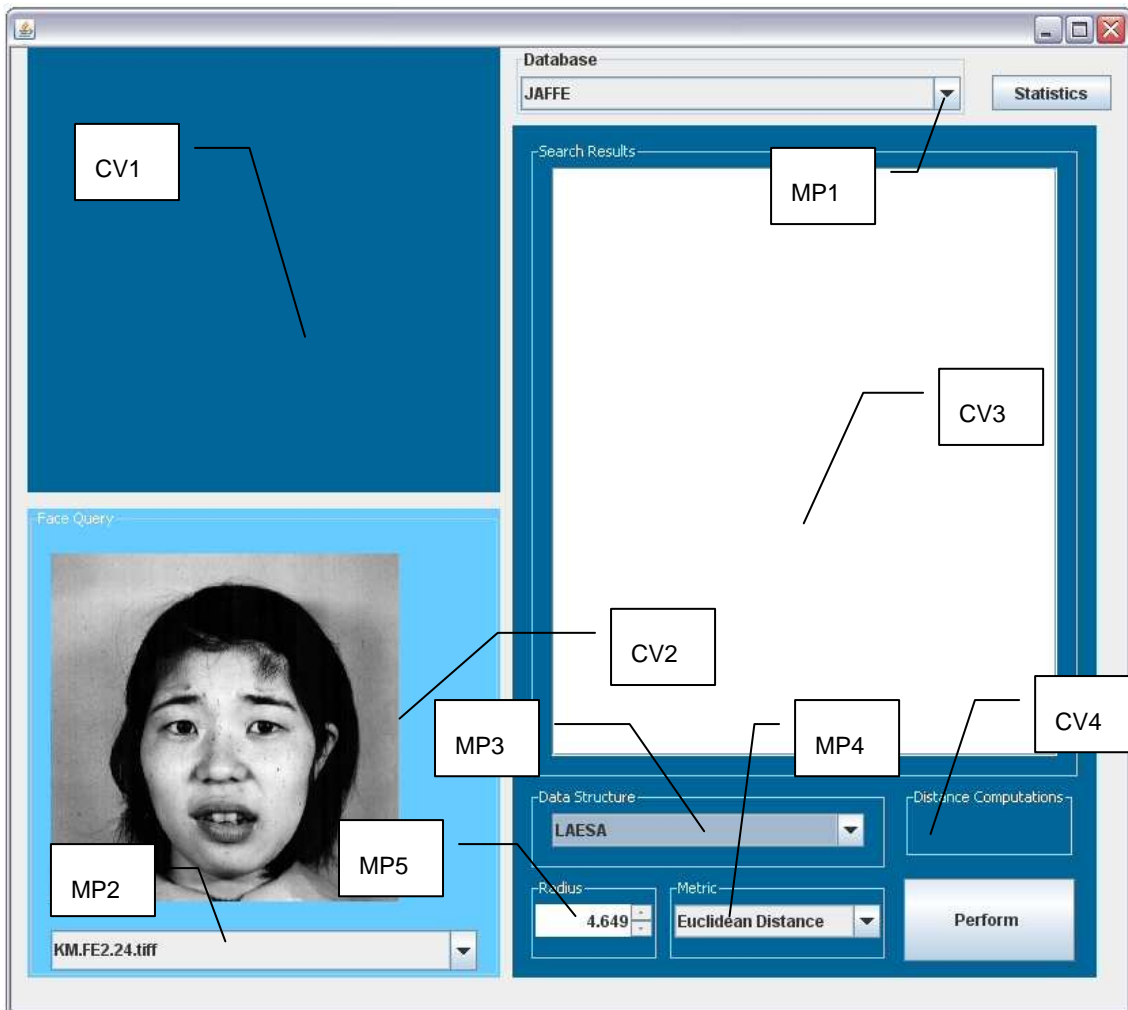 Database
JAFFE
Statistics
CV1
Search Results
MP1
CV3
Face Query
CV2
MP3
MP4
CV4
Data Structure
Distance Computations
LAESA
MP2
MP5
Radius
Metric
4.649
Euclidean Distance
Perform
KM.FE2.24.tiff